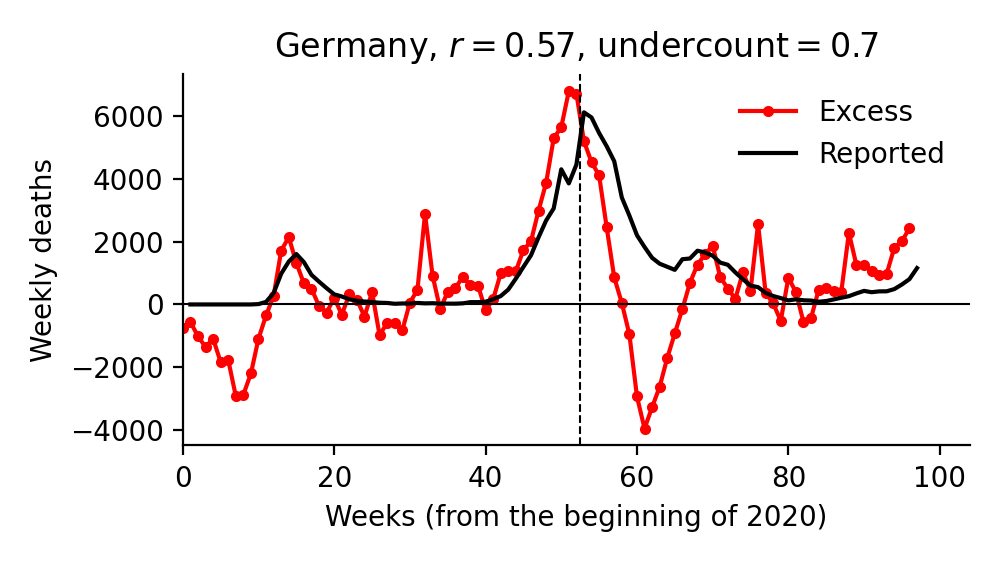 Germany, r = 0.57, undercount = 0.7
Weekly deaths
6000
4000
2000
0
−2000
−4000
Excess
Reported
0 20 40 60 80 100
Weeks (from the beginning of 2020)